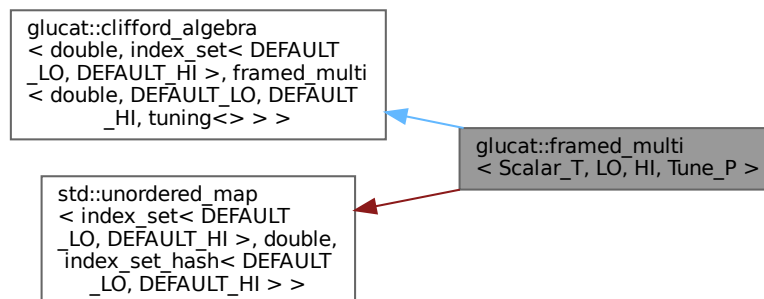 glucat::clifford_algebra
< double, index_set< DEFAULT
_LO, DEFAULT_HI >, framed_multi
< double, DEFAULT_LO, DEFAULT
_HI, tuning<> > >
glucat::framed_multi
< Scalar_T, LO, HI, Tune_P >
std::unordered_map
< index_set< DEFAULT
_LO, DEFAULT_HI >, double,
index_set_hash< DEFAULT
_LO, DEFAULT_HI > >